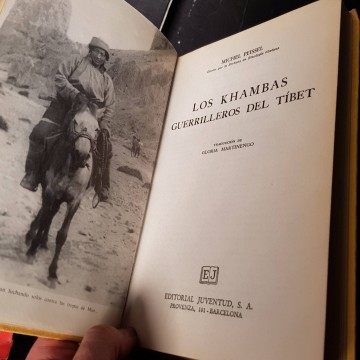 MICHEL PEISSEL
LOS KHAMBAS
GUERRILLEROS DEL TÍBET
TRADUCCIÓN DE
GLORIA MARTINENGO
EJ
EDITORIAL JUVENTUD, S. A.
PROVENZA, 101 - BARCELONA